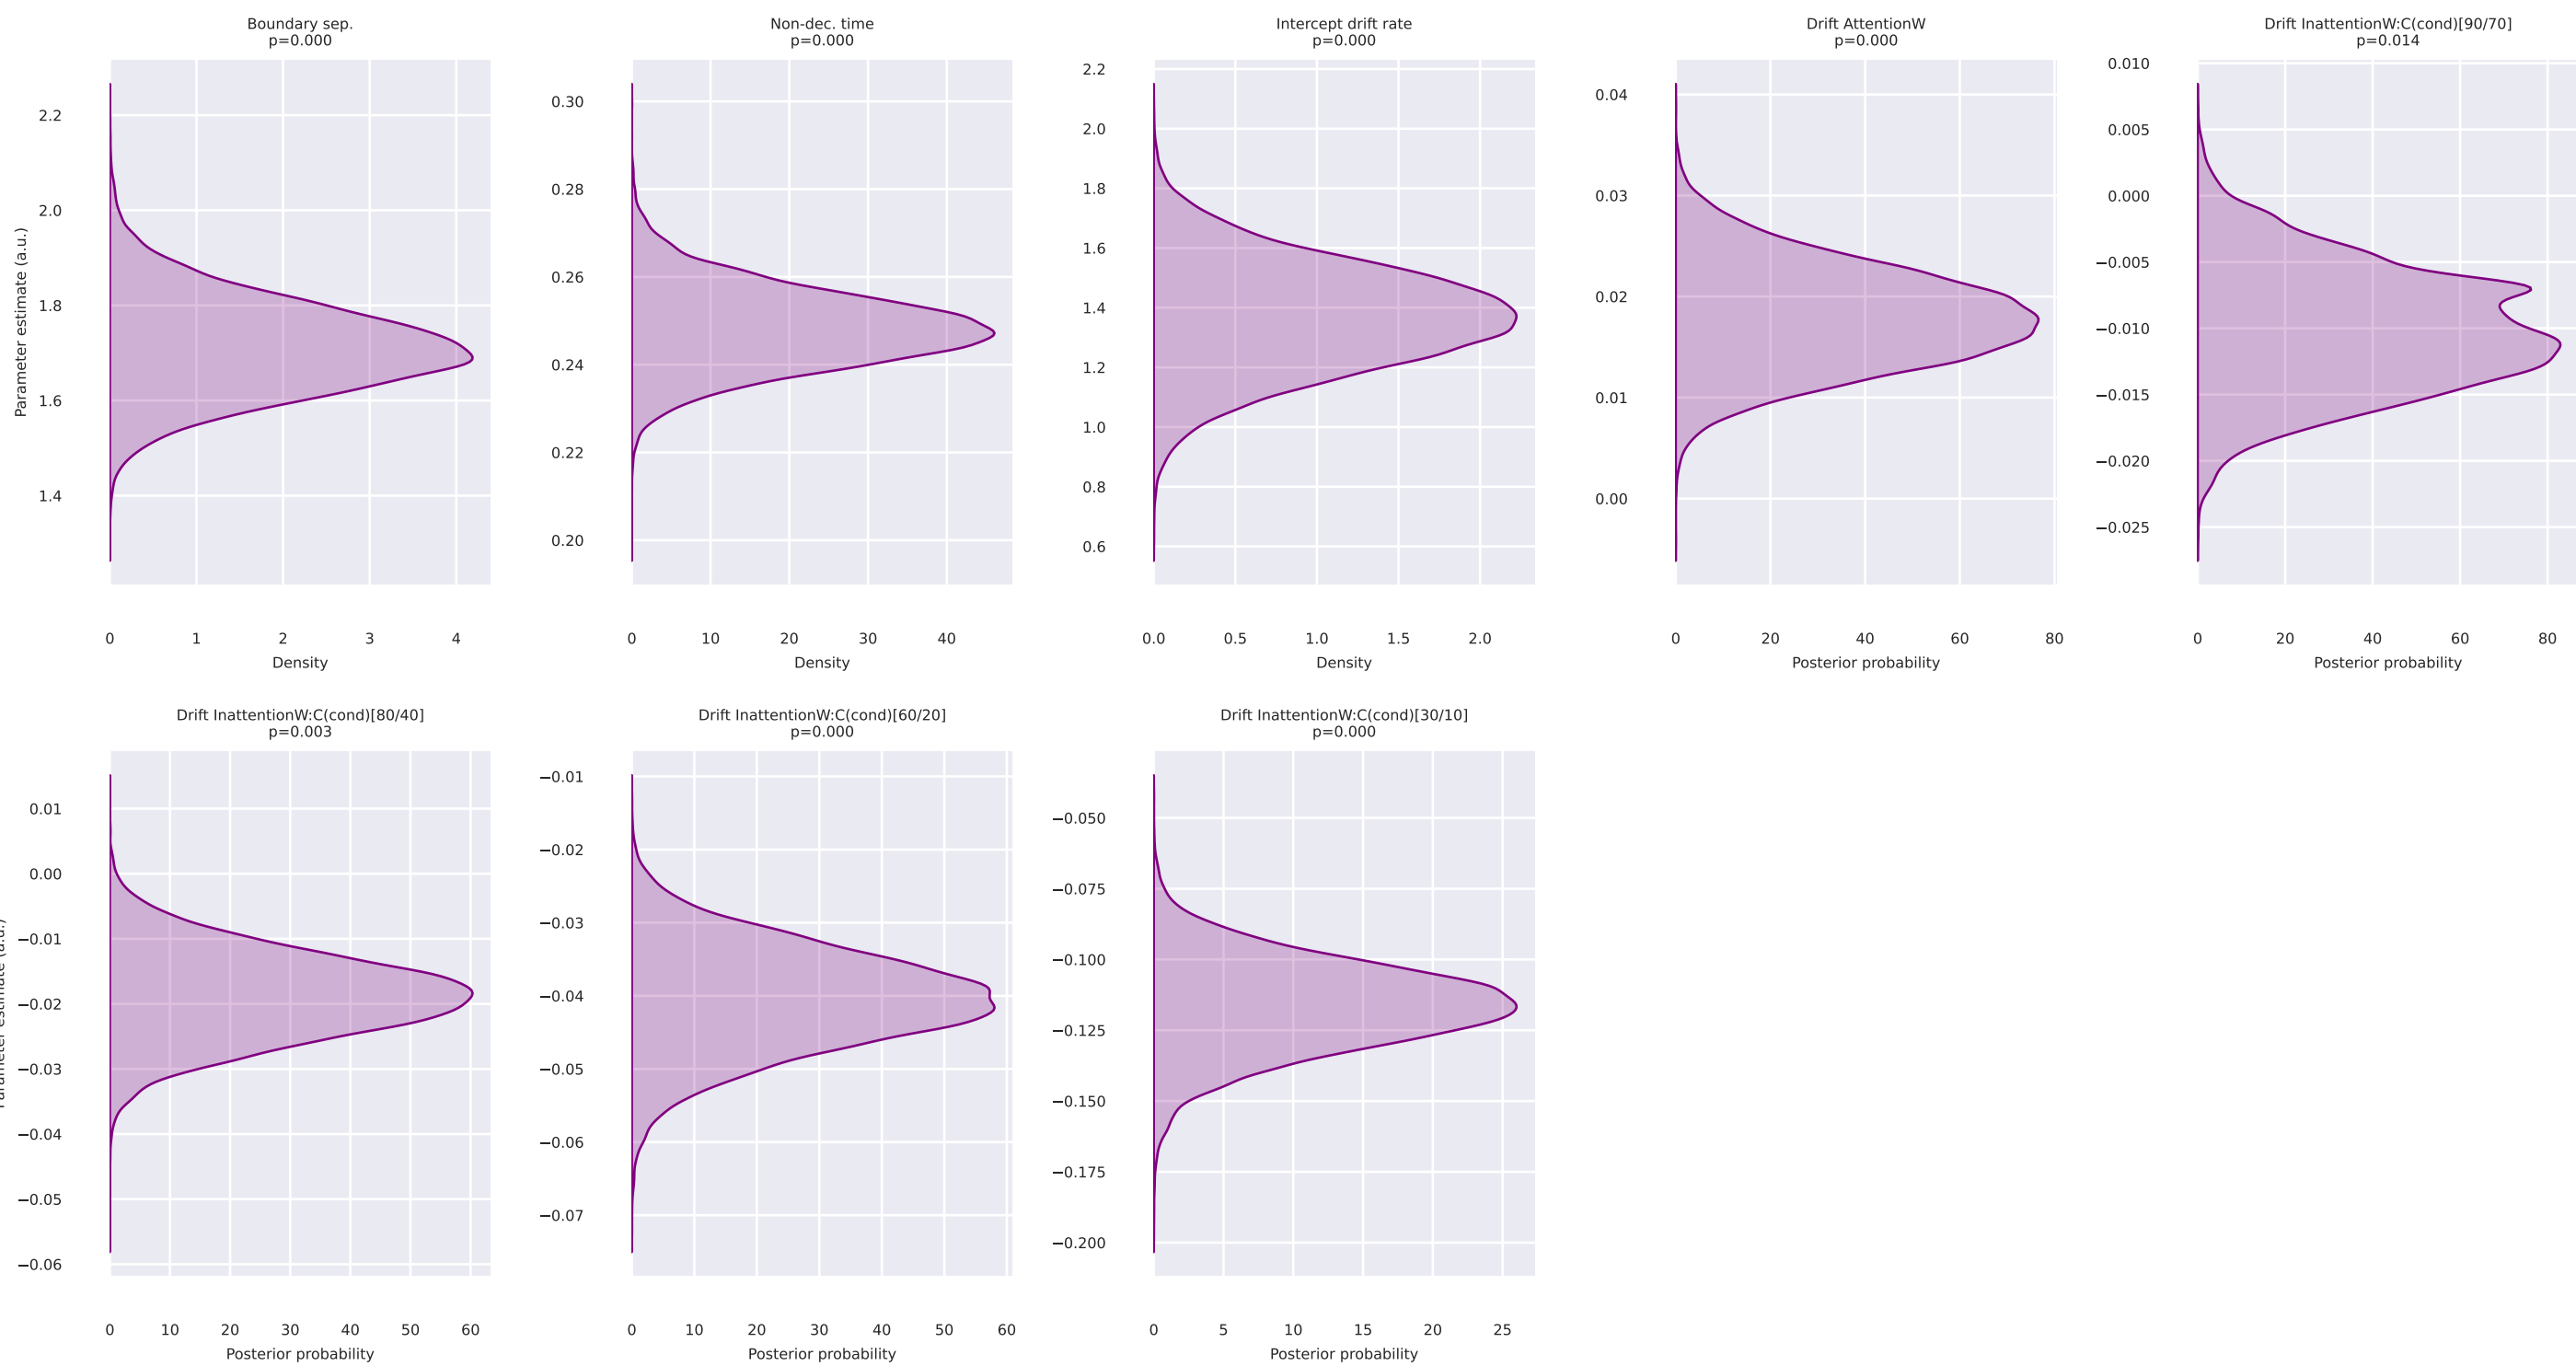 Boundary sep.
p=0.000
Non-dec. time
p=0.000
Intercept drift rate
p=0.000
Drift AttentionW
p=0.000
Drift InattentionW:C(cond)[90/70]
p=0.014
Parameter estimate (a.u.)
2.2
2.0
1.8
1.6
1.4
0 1 2 3 4
Density
0.30
0.28
0.26
0.24
0.22
0.20
0 10 20 30 40
Density
2.2
2.0
1.8
1.6
1.4
1.2
1.0
0.8
0.6
0.0 0.5 1.0 1.5 2.0
Density
0.04
0.03
0.02
0.01
0.00
0 20 40 60 80
Posterior probability
0.010
0.005
0.000
−0.005
−0.010
−0.015
−0.020
−0.025
0 20 40 60 80
Posterior probability
Drift InattentionW:C(cond)[80/40]
p=0.003
Drift InattentionW:C(cond)[60/20]
p=0.000
Drift InattentionW:C(cond)[30/10]
p=0.000
Parameter estimate (a.u.)
0.01
0.00
−0.01
−0.02
−0.03
−0.04
−0.05
−0.06
0 10 20 30 40 50 60
Posterior probability
−0.01
−0.02
−0.03
−0.04
−0.05
−0.06
−0.07
0 10 20 30 40 50 60
Posterior probability
−0.050
−0.075
−0.100
−0.125
−0.150
−0.175
−0.200
0 5 10 15 20 25
Posterior probability